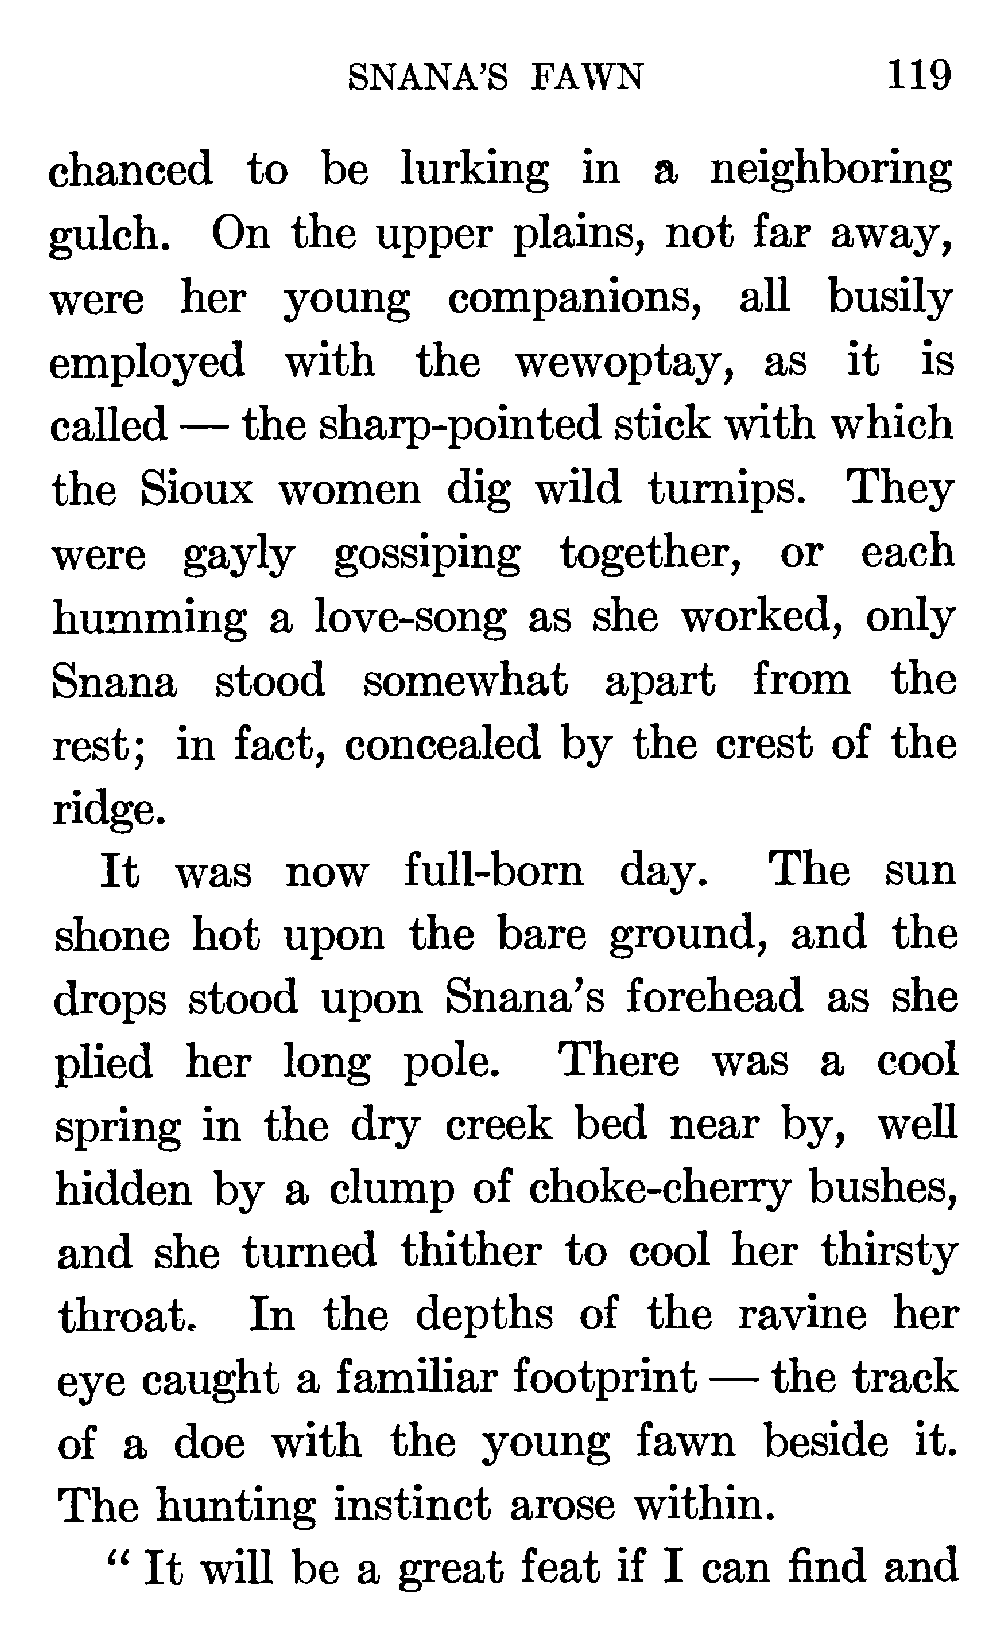 SNANA'S FAWN 119
chanced to be lurking in a neighboring
gulch. On the upper plains, not far away,
were her young companions, all busily
employed with the wewoptay, as it is
called — the sharp-pointed stick with which
the Sioux women dig wild turnips. They
were gayly gossiping together, or each
humming a love-song as she worked, only
Snana stood somewhat apart from the
rest; in fact, concealed by the crest of the
ridge.
It was now full-born day. The sun
shone hot upon the bare ground, and the
drops stood upon Snana's forehead as she
plied her long pole. There was a cool
spring in the dry creek bed near by, well
hidden by a clump of choke-cherry bushes,
and she turned thither to cool her thirsty
throat. In the depths of the ravine her
eye caught a familiar footprint — the track
of a doe with the young fawn beside it.
The hunting instinct arose within.
“ It will be a great feat if I can find and